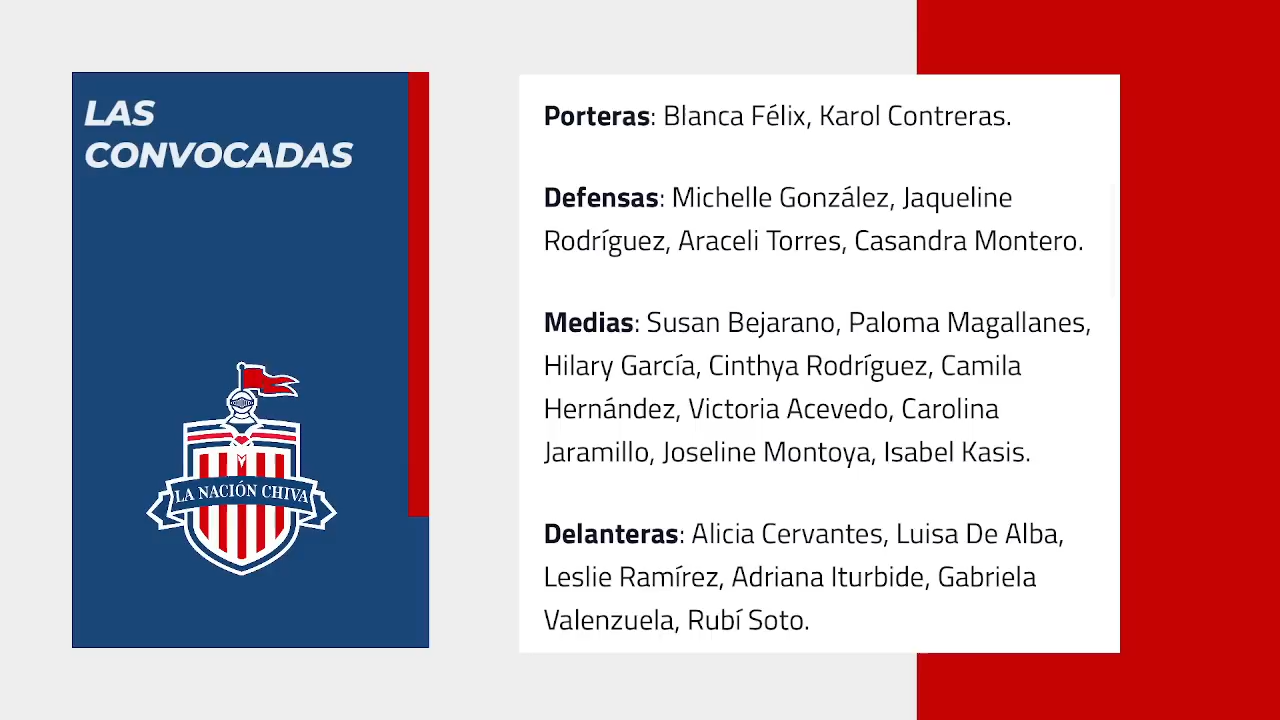 LAS
CONVOCADAS
LA NACIÓN CHIVA
Porteras: Blanca Félix, Karol Contreras.
Defensas: Michelle González, Jaqueline
Rodríguez, Araceli Torres, Casandra Montero.
Medias: Susan Bejarano, Paloma Magallanes,
Hilary García, Cinthya Rodríguez, Camila
Hernández, Victoria Acevedo, Carolina
Jaramillo, Joseline Montoya, Isabel Kasis.
Delanteras: Alicia Cervantes, Luisa De Alba,
Leslie Ramírez, Adriana Iturbide, Gabriela
Valenzuela, Rubí Soto.